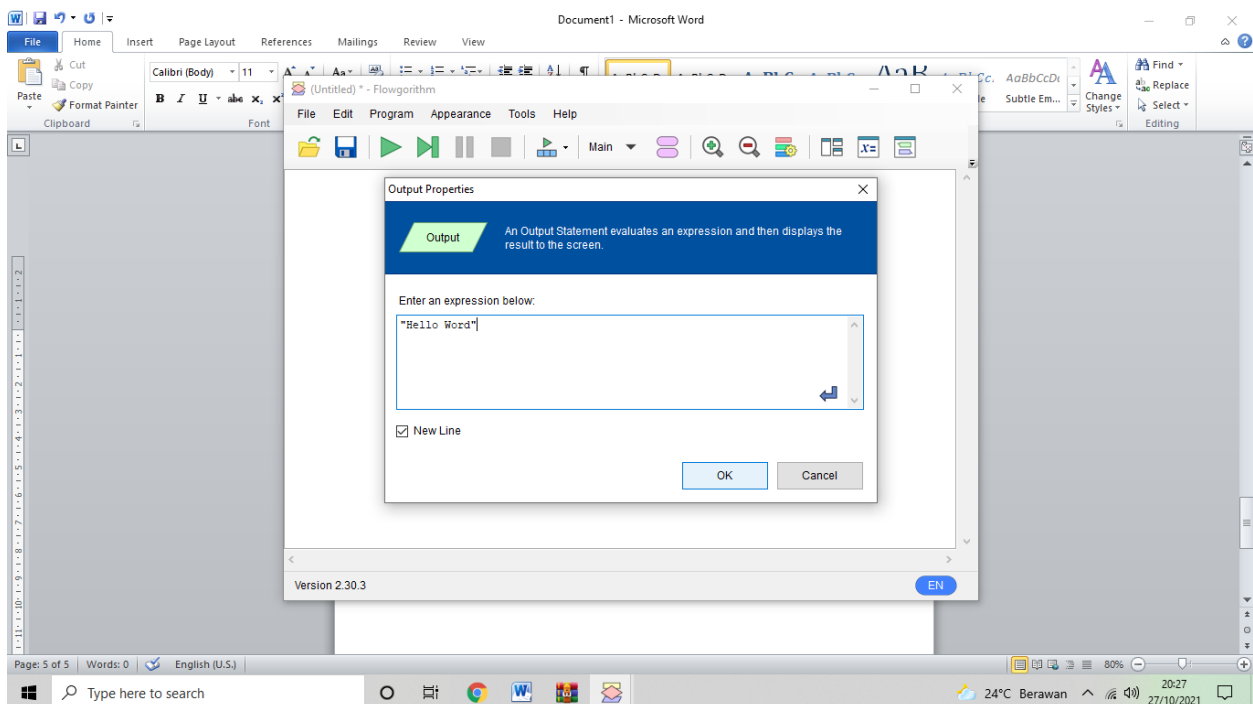 Document1 - Microsoft Word
File Home Insert Page Layout References Mailings Review View
Cut
Copy
Format Painter
Paste
Clipboard
Calibri (Body) 11
B I U abc X₂ X
Font
AaBbCcDc
Subtle Em...
Change
Styles
Find
Replace
Select
Editing
(Untitled) * - Flowgorithm
File Edit Program Appearance Tools Help
Main
Output Properties
Output
An Output Statement evaluates an expression and then displays the
result to the screen.
Enter an expression below:
"Hello Word"
New Line
OK Cancel
Version 2.30.3
EN
Page: 5 of 5 Words: 0 English (U.S.) 80%
Type here to search
24°C Berawan
20:27
27/10/2021